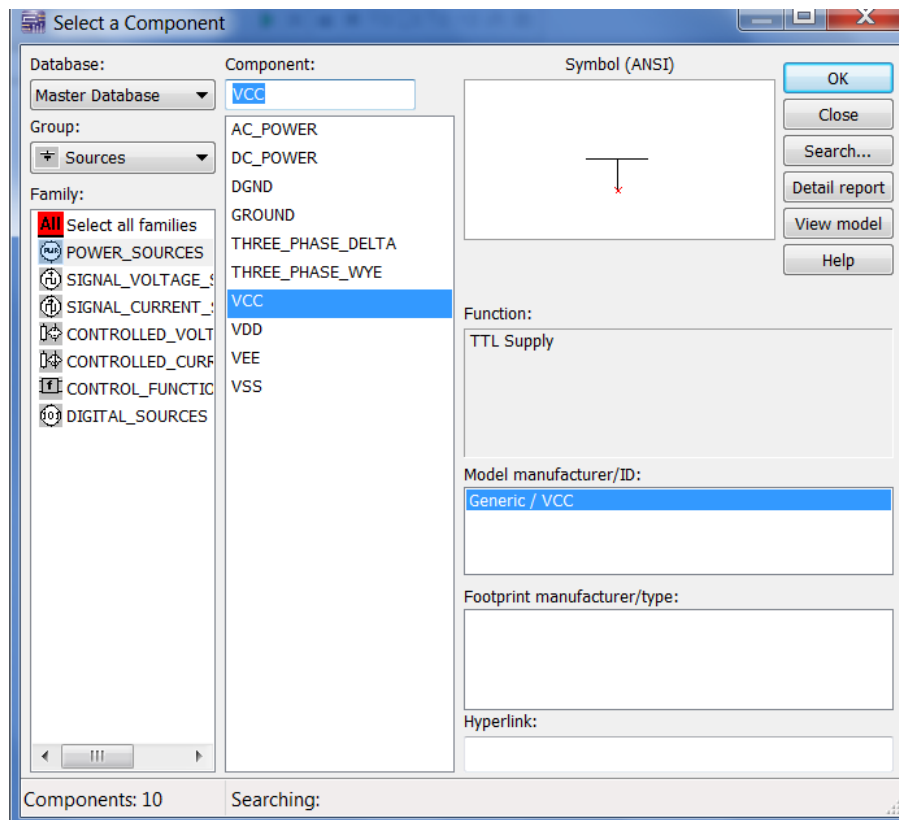 Select a Component
Database:
Master Database
Group:
Sources
Family:
All Select all families
POWER_SOURCES
SIGNAL_VOLTAGE_S
SIGNAL_CURRENT_S
CONTROLLED_VOLT
CONTROLLED_CURR
CONTROL_FUNCTIO
DIGITAL_SOURCES
Component:
VCC
AC_POWER
DC_POWER
DGND
GROUND
THREE_PHASE_DELTA
THREE_PHASE_WYE
VCC
VDD
VEE
VSS
Symbol (ANSI)
OK
Close
Search...
Detail report
View model
Help
Function:
TTL Supply
Model manufacturer/ID:
Generic / VCC
Footprint manufacturer/type:
Hyperlink:
Components: 10
Searching: